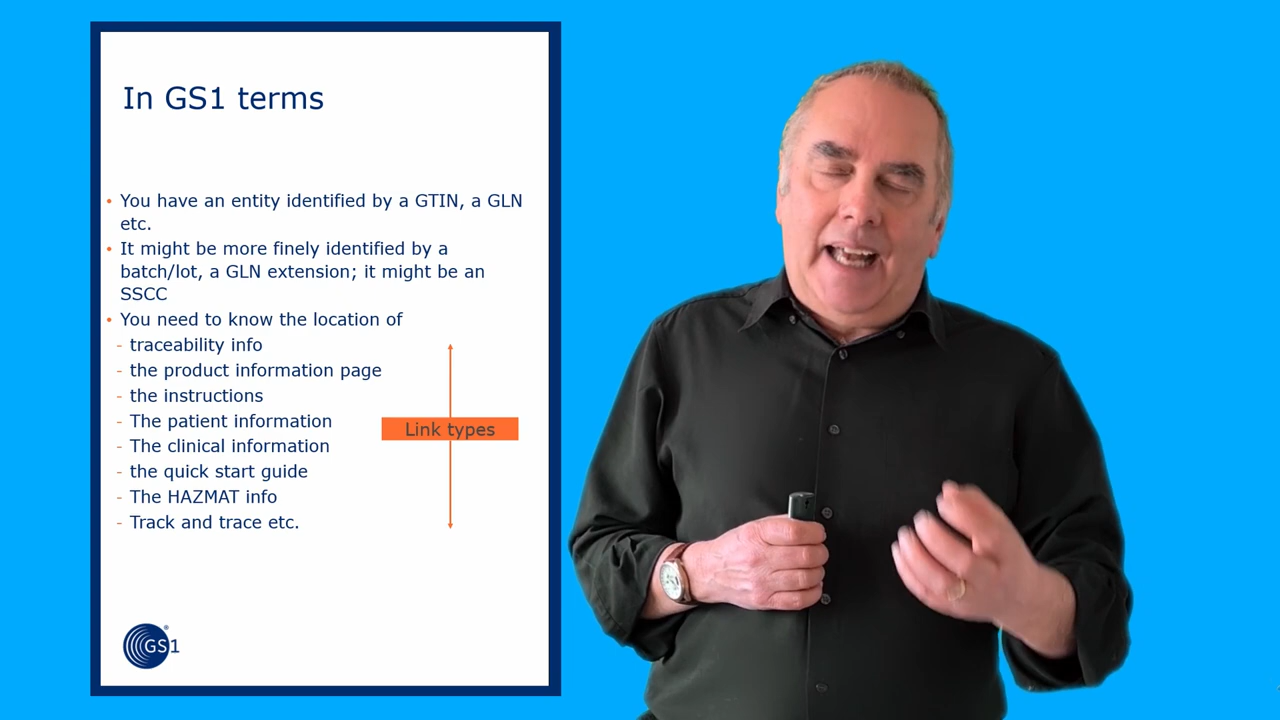 In GS1 terms
• You have an entity identified by a GTIN, a GLN
etc.
• It might be more finely identified by a
batch/lot, a GLN extension; it might be an
SSCC
• You need to know the location of
- traceability info
- the product information page
- the instructions
- The patient information
- The clinical information
- the quick start guide
- The HAZMAT info
- Track and trace etc.
Link types
GS1®